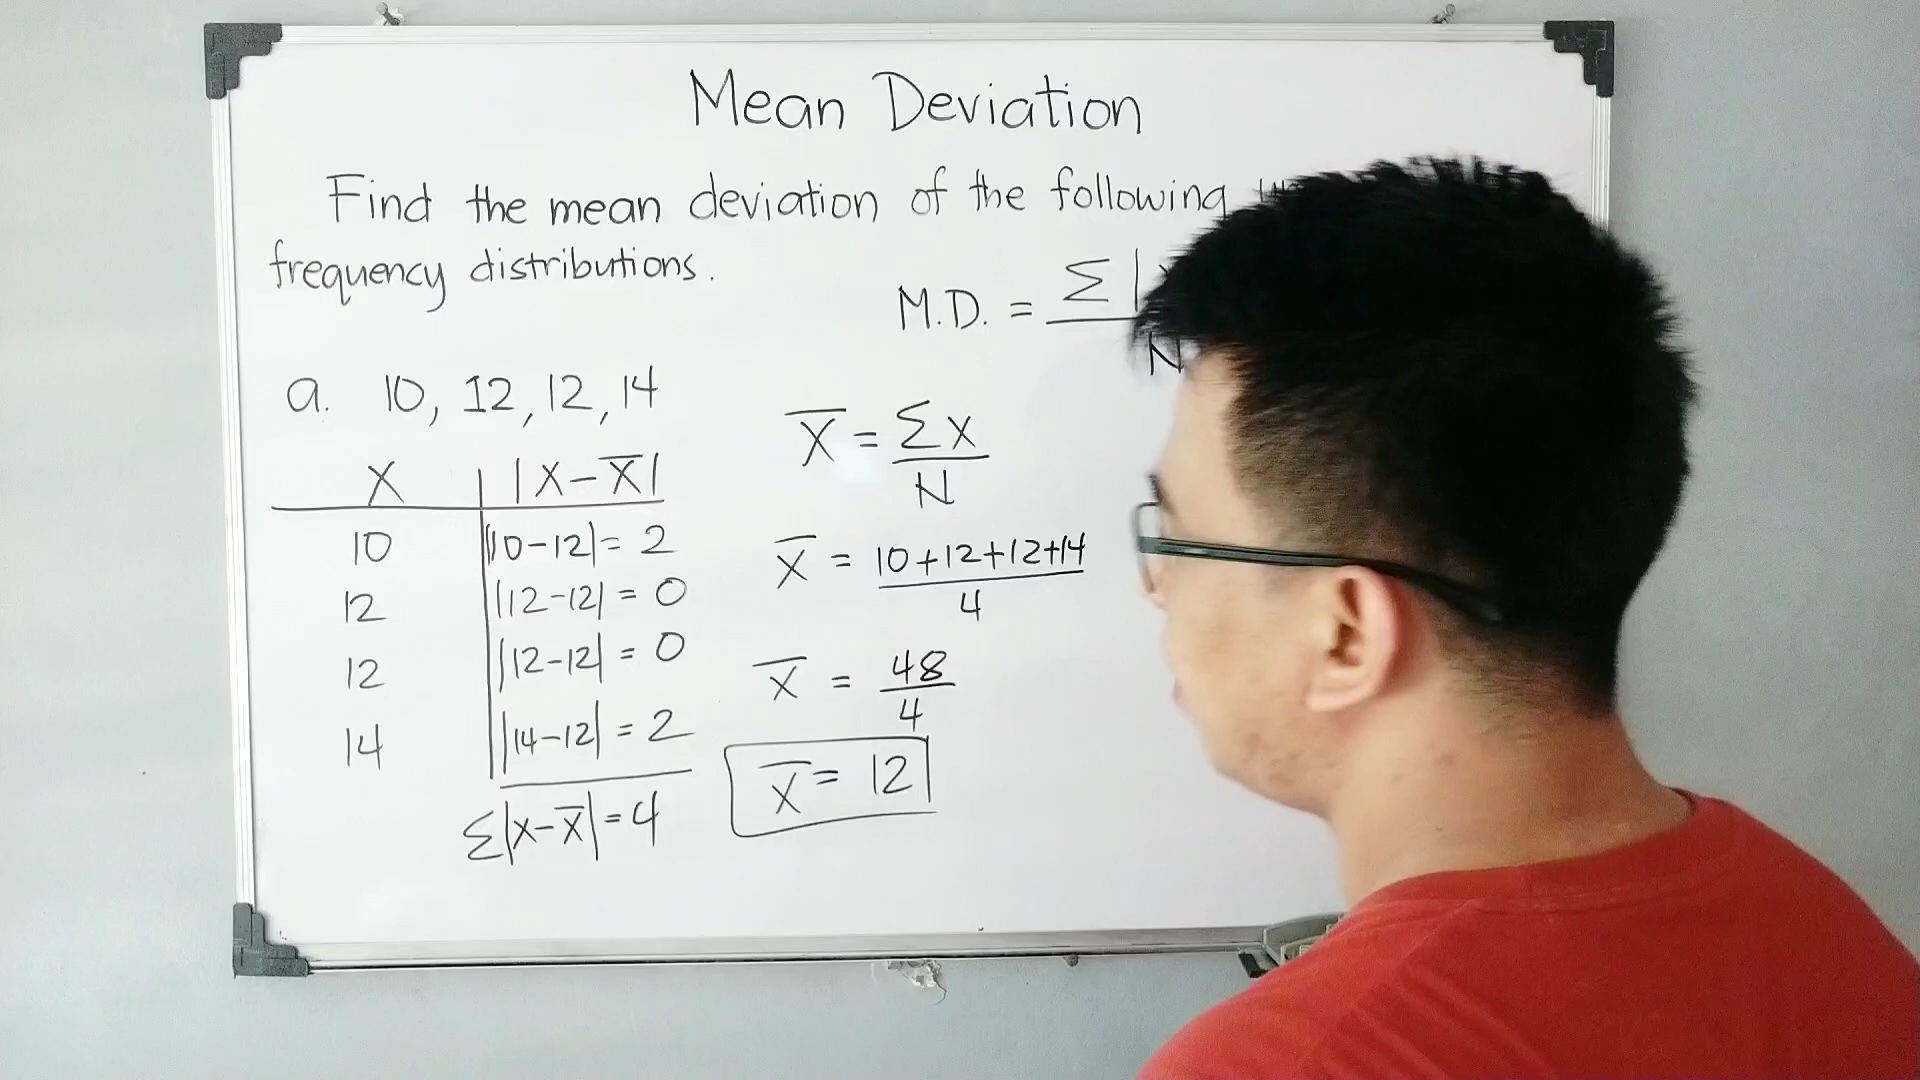 Mean Deviation
Find the mean deviation of the following
frequency distributions.
M.D. = Σ|
N
a. 10, 12, 12, 14
X | |X-X̅|
10 |10-12|= 2
12 |12-12| = 0
12 |12-12| = 0
14 |14-12| = 2
Σ|x-x̅|=4
X̅ = Σx
N
X̅ = 10+12+12+14
4
X̅ = 48
4
X̅ = 12